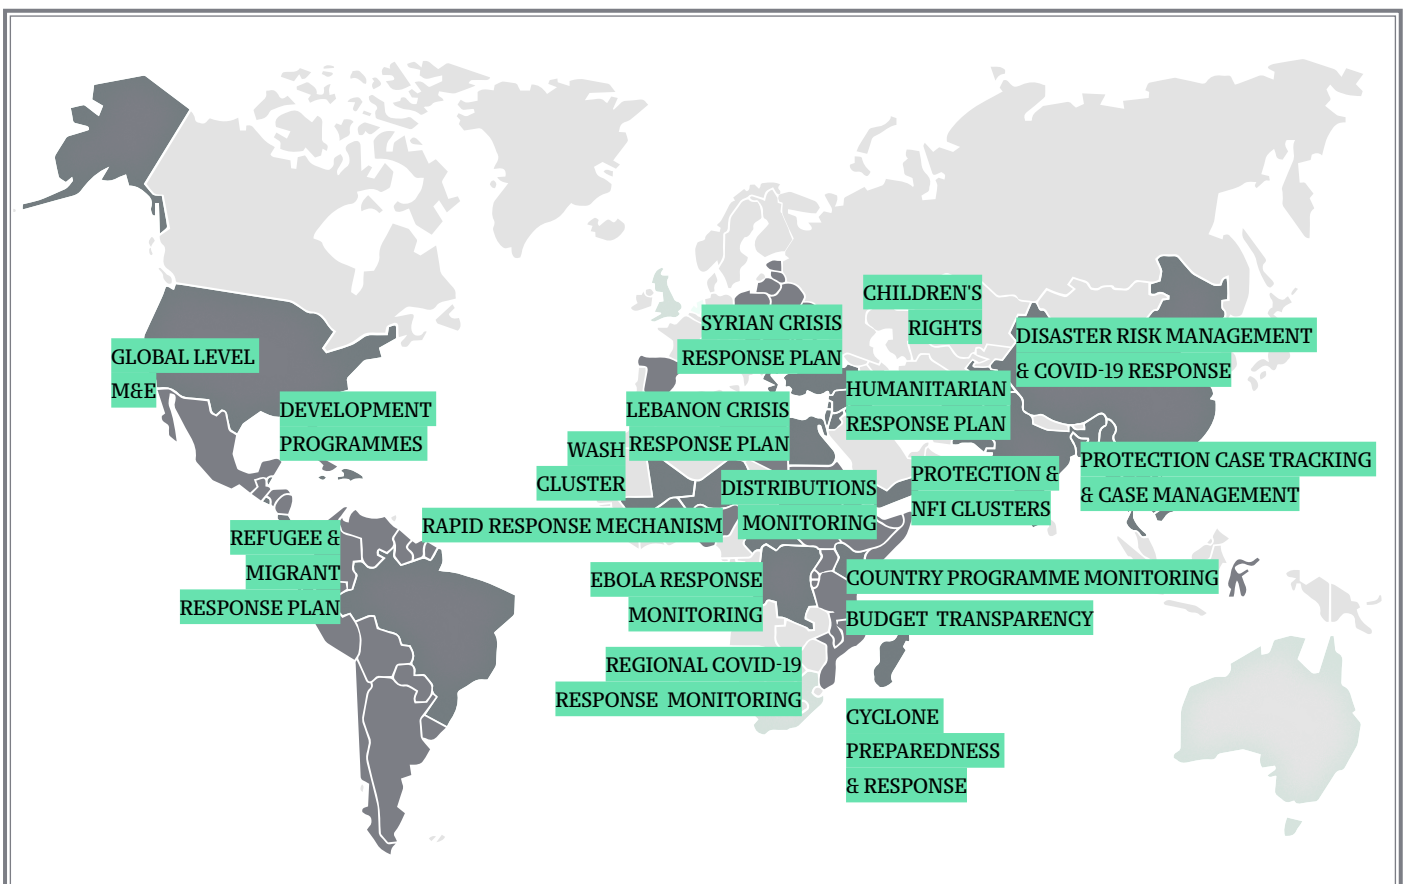 CHILDREN'S
RIGHTS
SYRIAN CRISIS
RESPONSE PLAN
DISASTER RISK MANAGEMENT
& COVID-19 RESPONSE
GLOBAL LEVEL
M&E
DEVELOPMENT
PROGRAMMES
HUMANITARIAN
RESPONSE PLAN
LEBANON CRISIS
RESPONSE PLAN
WASH
CLUSTER
PROTECTION CASE TRACKING
& CASE MANAGEMENT
PROTECTION &
NFI CLUSTERS
DISTRIBUTIONS
MONITORING
RAPID RESPONSE MECHANISM
REFUGEE &
MIGRANT
RESPONSE PLAN
EBOLA RESPONSE
MONITORING
COUNTRY PROGRAMME MONITORING
BUDGET TRANSPARENCY
REGIONAL COVID-19
RESPONSE MONITORING
CYCLONE
PREPAREDNESS
& RESPONSE